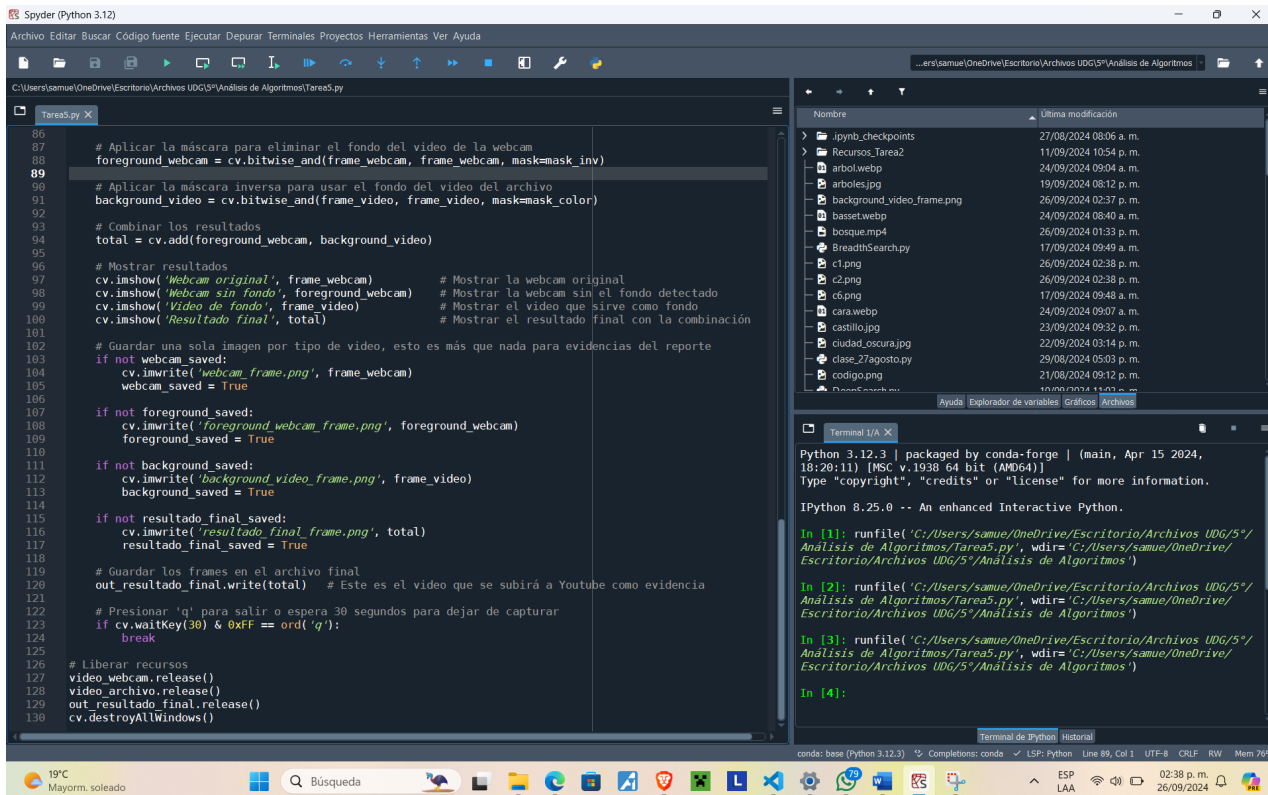 Spyder (Python 3.12)
Archivo Editar Buscar Código fuente Ejecutar Depurar Terminales Proyectos Herramientas Ver Ayuda
...ers\samue\OneDrive\Escritorio\Archivos UDG\5º\Análisis de Algoritmos
C:\Users\samue\OneDrive\Escritorio\Archivos UDG\5º\Análisis de Algoritmos\Tarea5.py
Tarea5.py
86
87 # Aplicar la máscara para eliminar el fondo del video de la webcam
88 foreground_webcam = cv.bitwise_and(frame_webcam, frame_webcam, mask=mask_inv)
89
90 # Aplicar la máscara inversa para usar el fondo del video del archivo
91 background_video = cv.bitwise_and(frame_video, frame_video, mask=mask_color)
92
93 # Combinar los resultados
94 total = cv.add(foreground_webcam, background_video)
95
96 # Mostrar resultados
97 cv.imshow('Webcam original', frame_webcam) # Mostrar la webcam original
98 cv.imshow('Webcam sin fondo', foreground_webcam) # Mostrar la webcam sin el fondo detectado
99 cv.imshow('Video de fondo', frame_video) # Mostrar el video que sirve como fondo
100 cv.imshow('Resultado final', total) # Mostrar el resultado final con la combinación
101
102 # Guardar una sola imagen por tipo de video, esto es más que nada para evidencias del reporte
103 if not webcam_saved:
104 cv.imwrite('webcam_frame.png', frame_webcam)
105 webcam_saved = True
106
107 if not foreground_saved:
108 cv.imwrite('foreground_webcam_frame.png', foreground_webcam)
109 foreground_saved = True
110
111 if not background_saved:
112 cv.imwrite('background_video_frame.png', frame_video)
113 background_saved = True
114
115 if not resultado_final_saved:
116 cv.imwrite('resultado_final_frame.png', total)
117 resultado_final_saved = True
118
119 # Guardar los frames en el archivo final
120 out_resultado_final.write(total) # Este es el video que se subirá a Youtube como evidencia
121
122 # Presionar 'q' para salir o espera 30 segundos para dejar de capturar
123 if cv.waitKey(30) & 0xFF == ord('q'):
124 break
125
126 # Liberar recursos
127 video_webcam.release()
128 video_archivo.release()
129 out_resultado_final.release()
130 cv.destroyAllWindows()
Nombre Última modificación
.ipynb_checkpoints 27/08/2024 08:06 a. m.
Recursos_Tarea2 11/09/2024 10:54 p. m.
arbol.webp 24/09/2024 09:04 a. m.
arboles.jpg 19/09/2024 08:12 p. m.
background_video_frame.png 26/09/2024 02:37 p. m.
basset.webp 24/09/2024 08:40 a. m.
bosque.mp4 26/09/2024 01:33 p. m.
BreadthSearch.py 17/09/2024 09:49 a. m.
c1.png 26/09/2024 02:38 p. m.
c2.png 26/09/2024 02:38 p. m.
c6.png 17/09/2024 09:48 a. m.
cara.webp 24/09/2024 09:07 a. m.
castillo.jpg 23/09/2024 09:32 p. m.
ciudad_oscura.jpg 22/09/2024 03:14 p. m.
clase_27agosto.py 29/08/2024 05:03 p. m.
codigo.png 21/08/2024 09:12 p. m.
DeepSearch.py 10/09/2024 11:02 p. m.
Ayuda Explorador de variables Gráficos Archivos
Terminal 1/A
Python 3.12.3 | packaged by conda-forge | (main, Apr 15 2024,
18:20:11) [MSC v.1938 64 bit (AMD64)]
Type "copyright", "credits" or "license" for more information.
IPython 8.25.0 -- An enhanced Interactive Python.
In [1]: runfile('C:/Users/samue/OneDrive/Escritorio/Archivos UDG/5º/
Análisis de Algoritmos/Tarea5.py', wdir='C:/Users/samue/OneDrive/
Escritorio/Archivos UDG/5º/Análisis de Algoritmos')
In [2]: runfile('C:/Users/samue/OneDrive/Escritorio/Archivos UDG/5º/
Análisis de Algoritmos/Tarea5.py', wdir='C:/Users/samue/OneDrive/
Escritorio/Archivos UDG/5º/Análisis de Algoritmos')
In [3]: runfile('C:/Users/samue/OneDrive/Escritorio/Archivos UDG/5º/
Análisis de Algoritmos/Tarea5.py', wdir='C:/Users/samue/OneDrive/
Escritorio/Archivos UDG/5º/Análisis de Algoritmos')
In [4]:
Terminal de IPython Historial
conda: base (Python 3.12.3) Completions: conda LSP: Python Line 89, Col 1 UTF-8 CRLF RW Mem 76%
19°C
Mayorm. soleado
Búsqueda
79
ESP
LAA
02:38 p. m.
26/09/2024